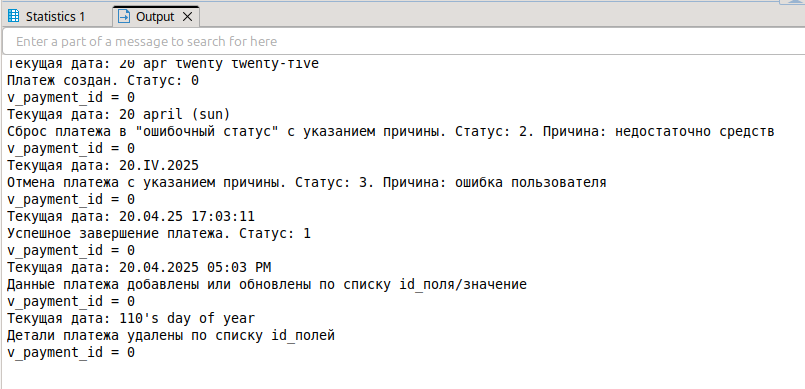 Statistics 1
Output
Enter a part of a message to search for here
Текущая дата: 20 apr twenty twenty-five
Платеж создан. Статус: 0
v_payment_id = 0
Текущая дата: 20 april (sun)
Сброс платежа в "ошибочный статус" с указанием причины. Статус: 2. Причина: недостаточно средств
v_payment_id = 0
Текущая дата: 20.IV.2025
Отмена платежа с указанием причины. Статус: 3. Причина: ошибка пользователя
v_payment_id = 0
Текущая дата: 20.04.25 17:03:11
Успешное завершение платежа. Статус: 1
v_payment_id = 0
Текущая дата: 20.04.2025 05:03 PM
Данные платежа добавлены или обновлены по списку id_поля/значение
v_payment_id = 0
Текущая дата: 110's day of year
Детали платежа удалены по списку id_полей
v_payment_id = 0